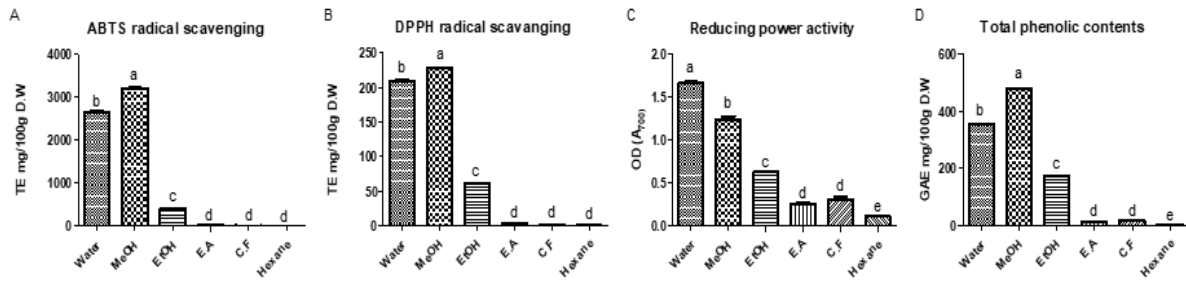 A
ABTS radical scavenging
TE mg/100g D.W
4000
3000
2000
1000
0
b
a
c
d
d
d
Water
MeOH
EtOH
E.A
C.F
Hexane
B
DPPH radical scavanging
TE mg/100g D.W
250
200
150
100
50
0
b
a
c
d
d
d
Water
MeOH
EtOH
E.A
C.F
Hexane
C
Reducing power activity
OD (A700)
2.0
1.5
1.0
0.5
0.0
a
b
c
d
d
e
Water
MeOH
EtOH
E.A
C.F
Hexane
D
Total phenolic contents
GAE mg/100g D.W
600
400
200
0
b
a
c
d
d
e
Water
MeOH
EtOH
E.A
C.F
Hexane